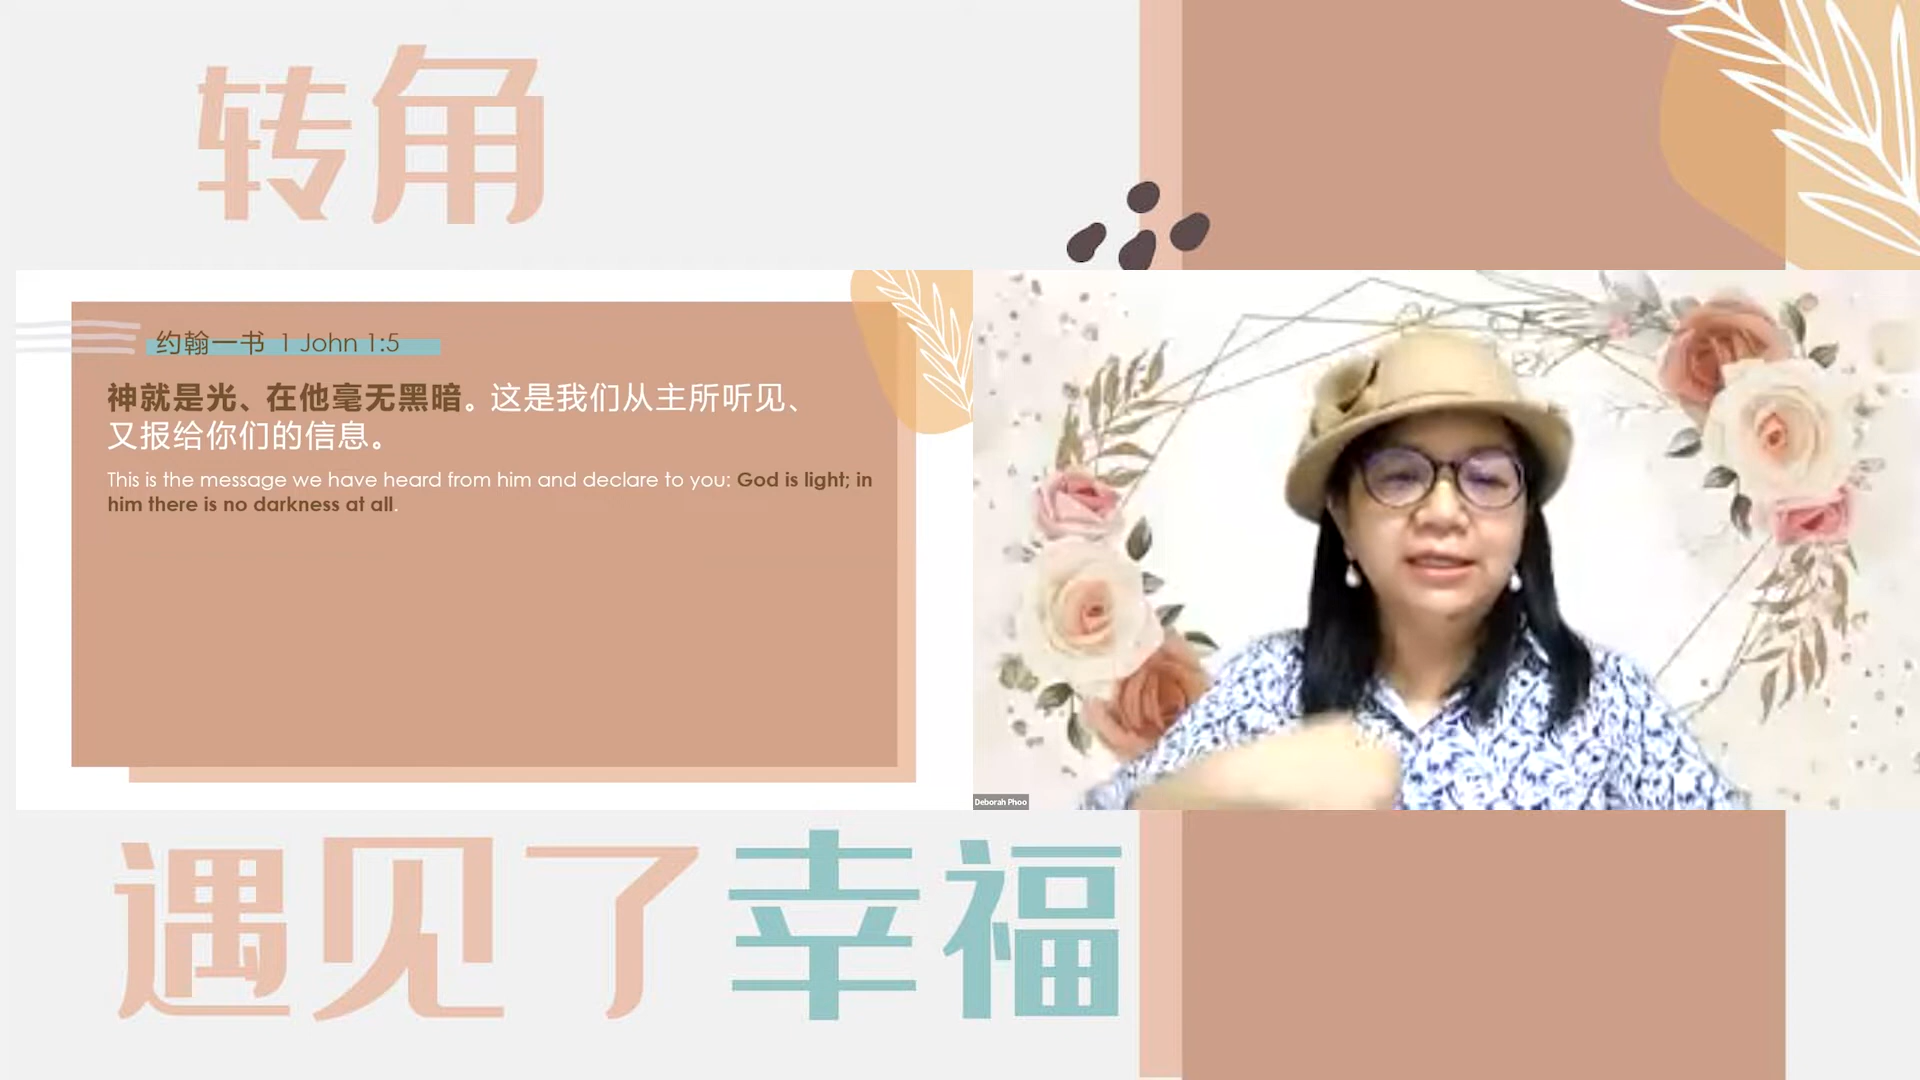 转角
约翰一书 1 John 1:5
神就是光、在他毫无黑暗。这是我们从主所听见、
又报给你们的信息。
This is the message we have heard from him and declare to you: God is light; in
him there is no darkness at all.
Deborah Phoo
遇见了幸福